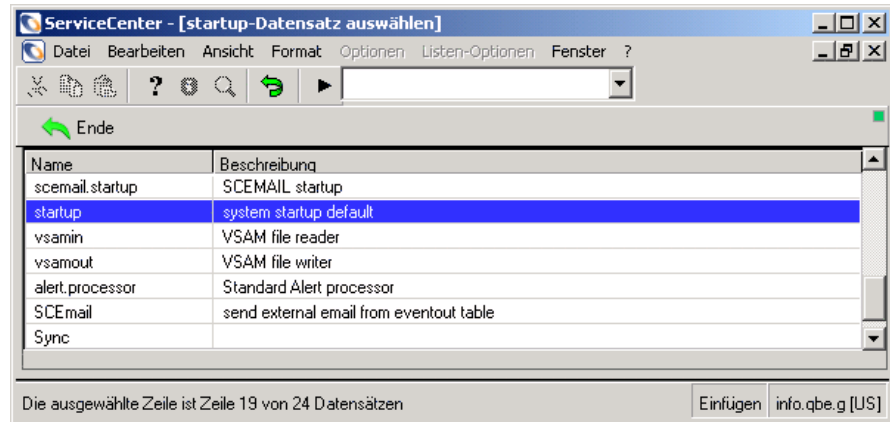 ServiceCenter - [startup-Datensatz auswählen]
Datei Bearbeiten Ansicht Format Optionen Listen-Optionen Fenster ?
?
Ende
Name Beschreibung
scemail.startup SCEMAIL startup
startup system startup default
vsamin VSAM file reader
vsamout VSAM file writer
alert.processor Standard Alert processor
SCEmail send external email from eventout table
Sync
Die ausgewählte Zeile ist Zeile 19 von 24 Datensätzen Einfügen info.qbe.g [US]